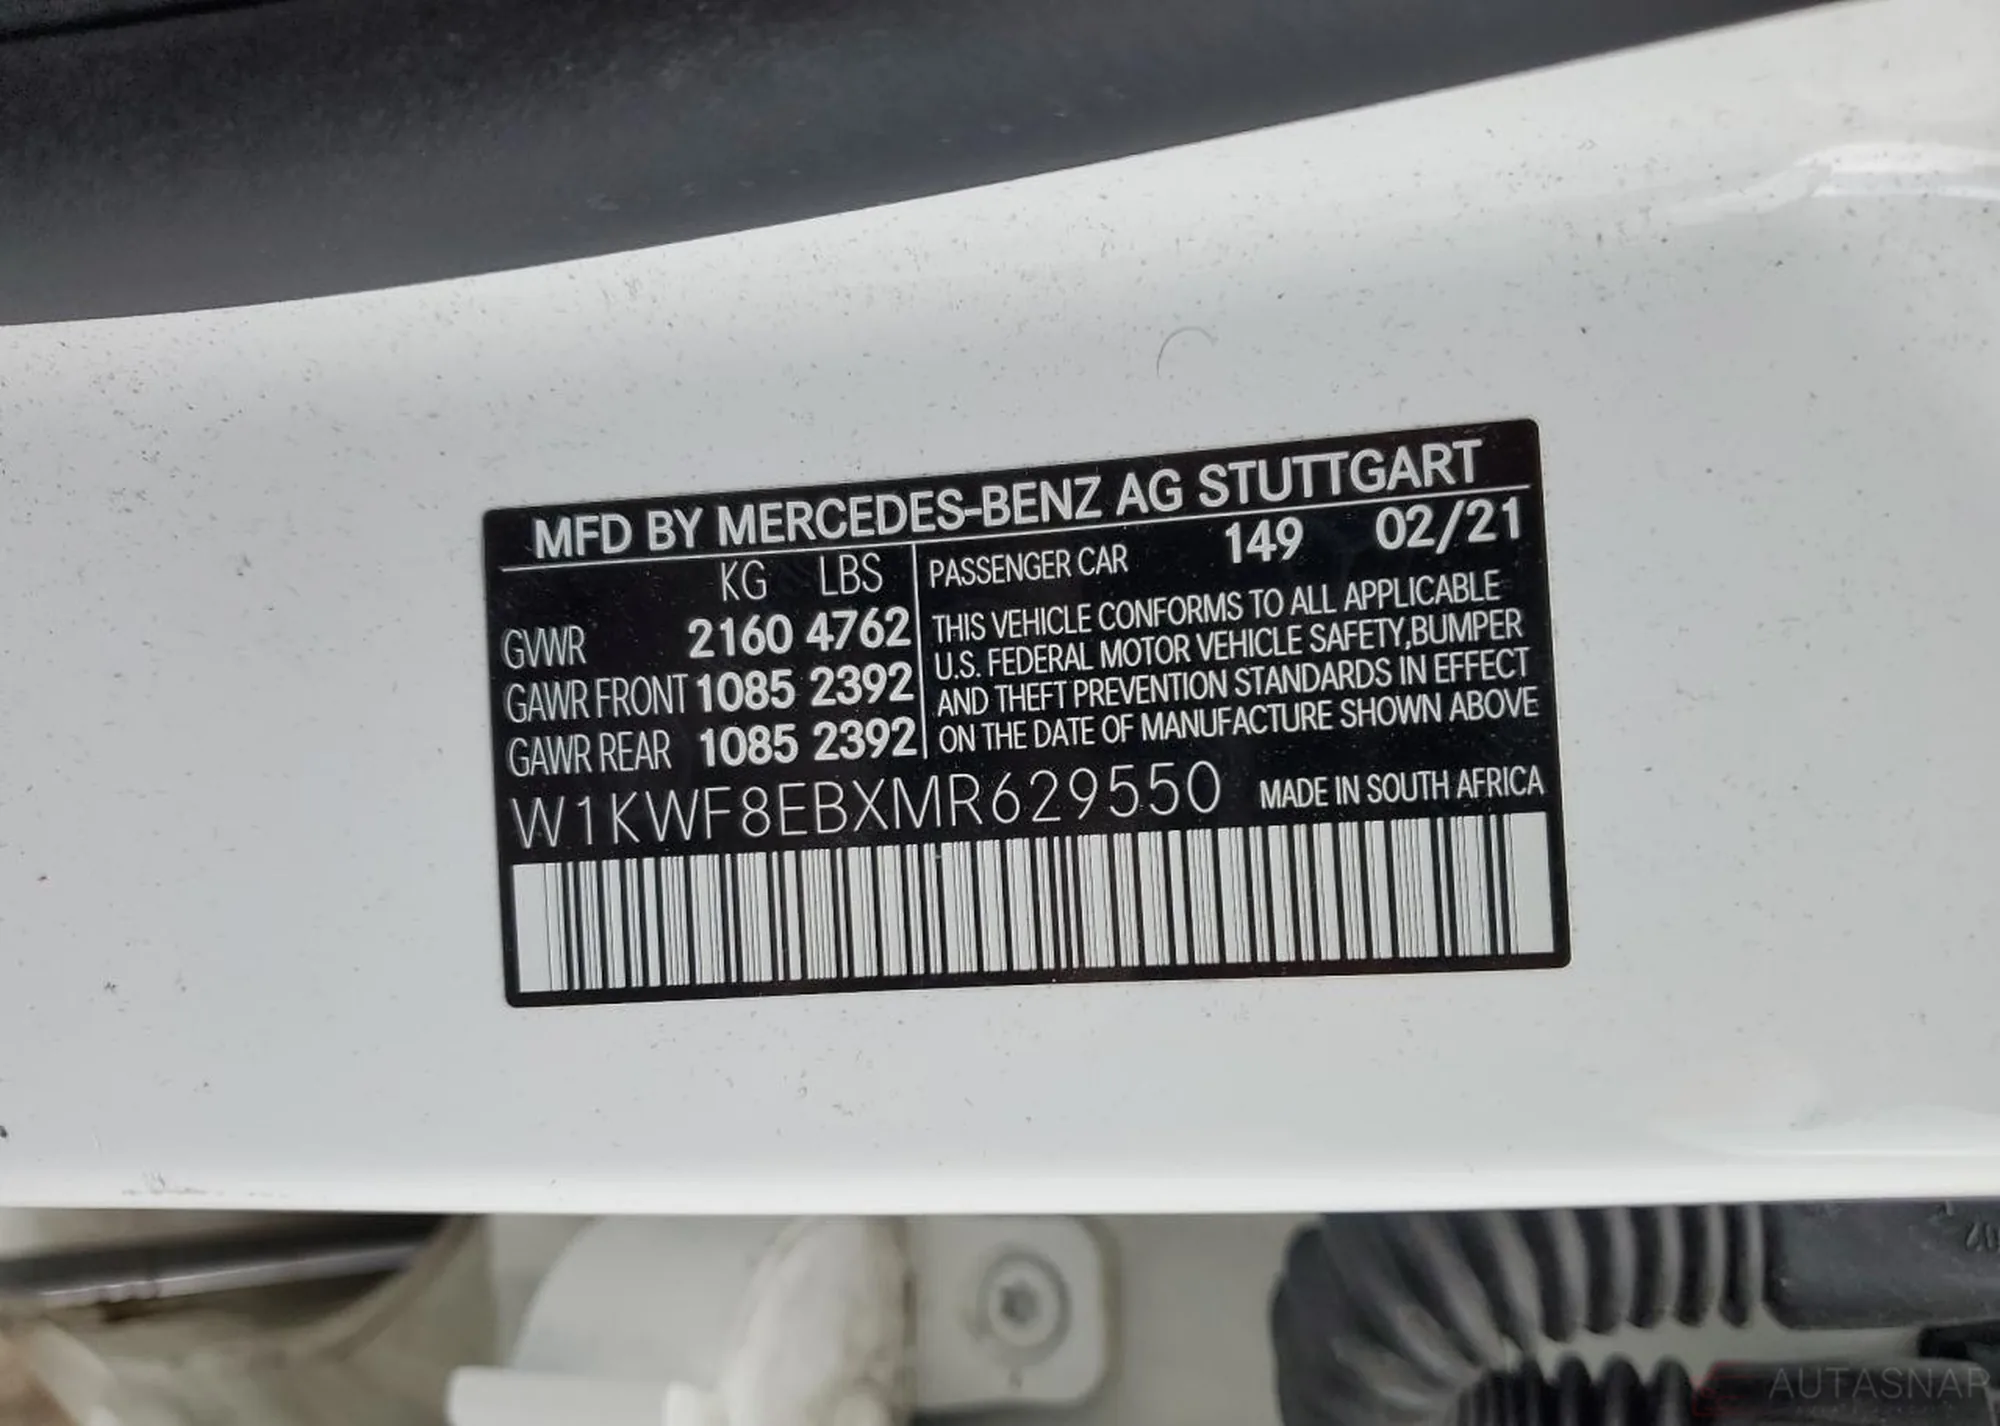 MFD BY MERCEDES-BENZ AG STUTTGART
KG LBS
GVWR 2160 4762
GAWR FRONT 1085 2392
GAWR REAR 1085 2392
PASSENGER CAR 149 02/21
THIS VEHICLE CONFORMS TO ALL APPLICABLE
U.S. FEDERAL MOTOR VEHICLE SAFETY,BUMPER
AND THEFT PREVENTION STANDARDS IN EFFECT
ON THE DATE OF MANUFACTURE SHOWN ABOVE
W1KWF8EBXMR629550 MADE IN SOUTH AFRICA
AUTASNAR